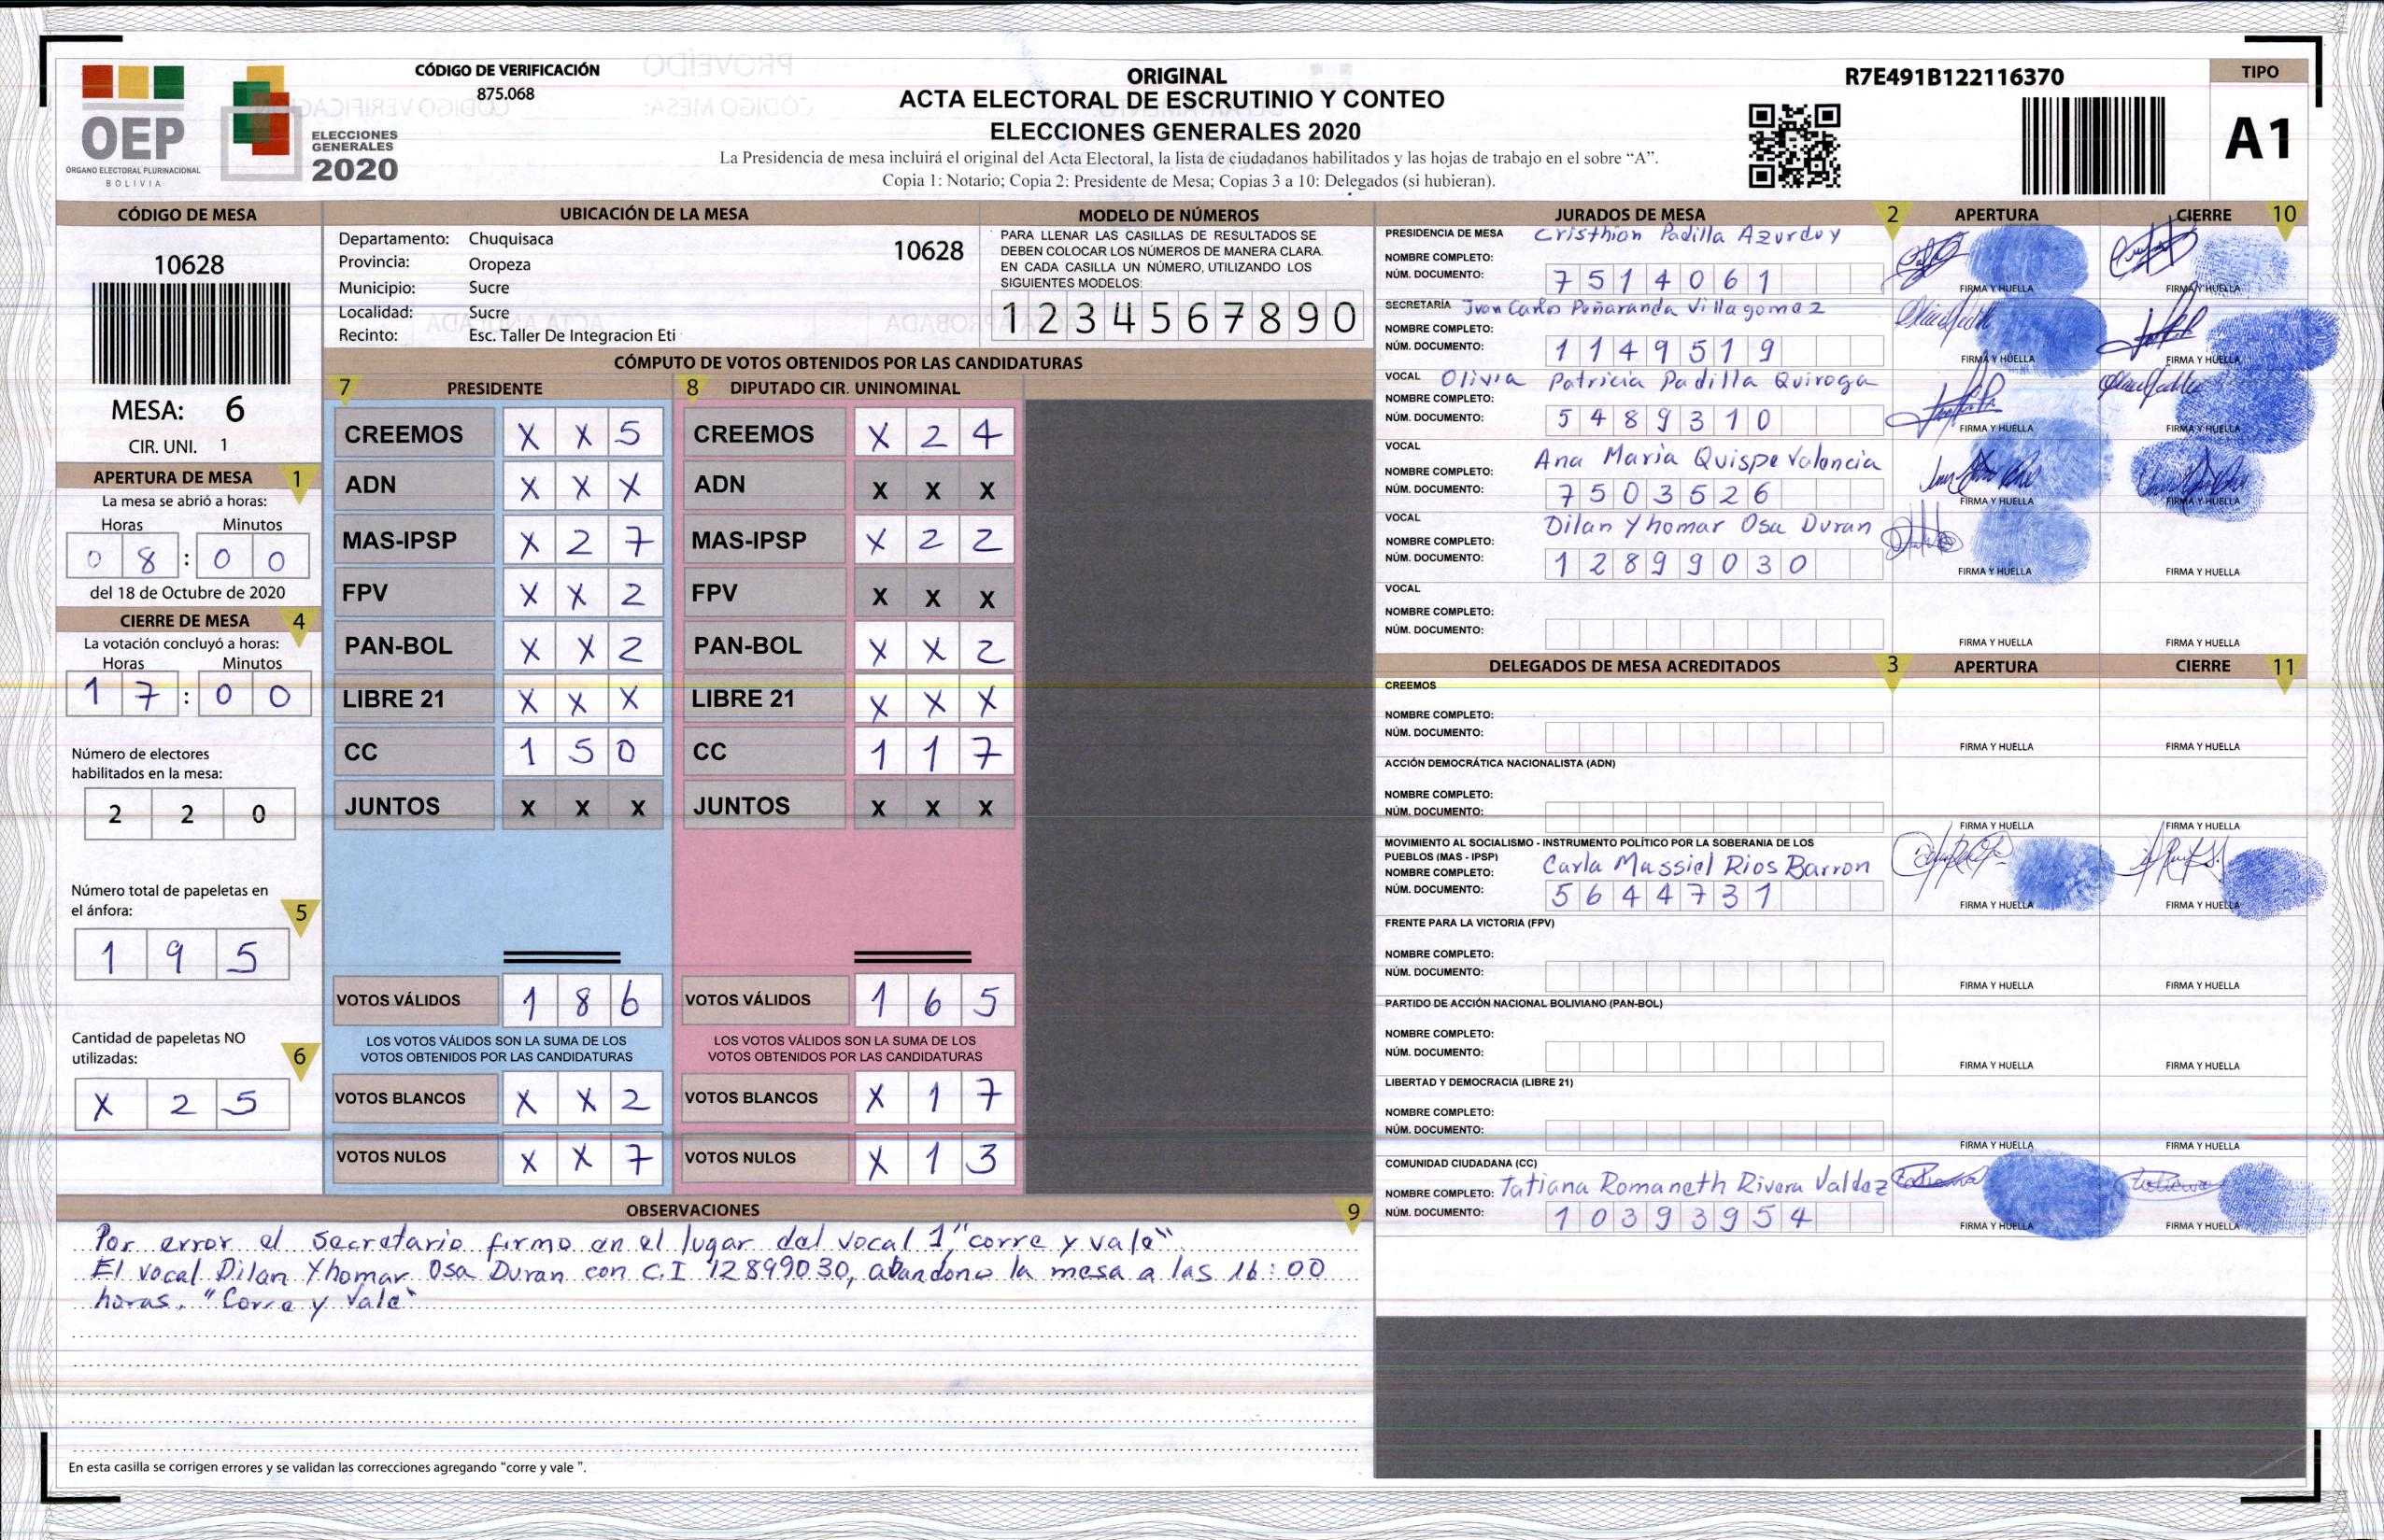 CÓDIGO DE VERIFICACIÓN
875.068
OEP
ÓRGANO ELECTORAL PLURINACIONAL
BOLIVIA
ELECCIONES
GENERALES
2020
ORIGINAL
ACTA ELECTORAL DE ESCRUTINIO Y CONTEO
ELECCIONES GENERALES 2020
La Presidencia de mesa incluirá el original del Acta Electoral, la lista de ciudadanos habilitados y las hojas de trabajo en el sobre “A”.
Copia 1: Notario; Copia 2: Presidente de Mesa; Copias 3 a 10: Delegados (si hubieran).
R7E491B122116370
TIPO
A1
CÓDIGO DE MESA
10628
MESA: 6
CIR. UNI. 1
APERTURA DE MESA 1
La mesa se abrió a horas:
Horas Minutos
0 8 : 0 0
del 18 de Octubre de 2020
CIERRE DE MESA 4
La votación concluyó a horas:
Horas Minutos
1 7 : 0 0
Número de electores
habilitados en la mesa:
2 2 0
Número total de papeletas en
el ánfora: 5
1 9 5
Cantidad de papeletas NO
utilizadas: 6
X 2 5
UBICACIÓN DE LA MESA
Departamento: Chuquisaca 10628
Provincia: Oropeza
Municipio: Sucre
Localidad: Sucre
Recinto: Esc. Taller De Integracion Eti
MODELO DE NÚMEROS
PARA LLENAR LAS CASILLAS DE RESULTADOS SE
DEBEN COLOCAR LOS NÚMEROS DE MANERA CLARA.
EN CADA CASILLA UN NÚMERO, UTILIZANDO LOS
SIGUIENTES MODELOS:
1 2 3 4 5 6 7 8 9 0
CÓMPUTO DE VOTOS OBTENIDOS POR LAS CANDIDATURAS
7 PRESIDENTE 8 DIPUTADO CIR. UNINOMINAL
CREEMOS X X 5 CREEMOS X 2 4
ADN X X X ADN X X X
MAS-IPSP X 2 7 MAS-IPSP X 2 2
FPV X X 2 FPV X X X
PAN-BOL X X 2 PAN-BOL X X 2
LIBRE 21 X X X LIBRE 21 X X X
CC 1 5 0 CC 1 1 7
JUNTOS X X X JUNTOS X X X
VOTOS VÁLIDOS 1 8 6 VOTOS VÁLIDOS 1 6 5
LOS VOTOS VÁLIDOS SON LA SUMA DE LOS LOS VOTOS VÁLIDOS SON LA SUMA DE LOS
VOTOS OBTENIDOS POR LAS CANDIDATURAS VOTOS OBTENIDOS POR LAS CANDIDATURAS
VOTOS BLANCOS X X 2 VOTOS BLANCOS X 1 7
VOTOS NULOS X X 7 VOTOS NULOS X 1 3
OBSERVACIONES 9
Por error el secretario firmo en el lugar del vocal 1, "corre y vale"
El vocal Dilan Yhomar Osa Duran con C.I 12899030, abandono la mesa a las 16:00
horas. "Corre y Vale"
En esta casilla se corrigen errores y se validan las correcciones agregando “corre y vale ”.
JURADOS DE MESA 2 APERTURA CIERRE 10
PRESIDENCIA DE MESA Cristhion Padilla Azurduy
NOMBRE COMPLETO:
NÚM. DOCUMENTO: 7 5 1 4 0 6 1
FIRMA Y HUELLA FIRMA Y HUELLA
SECRETARÍA Jvan Carlos Peñaranda Villagomez
NOMBRE COMPLETO:
NÚM. DOCUMENTO: 1 1 4 9 5 1 9
FIRMA Y HUELLA FIRMA Y HUELLA
VOCAL Olivia Patricia Padilla Quiroga
NOMBRE COMPLETO:
NÚM. DOCUMENTO: 5 4 8 9 3 1 0
FIRMA Y HUELLA FIRMA Y HUELLA
VOCAL
NOMBRE COMPLETO: Ana Maria Quispe Valencia
NÚM. DOCUMENTO: 7 5 0 3 5 2 6
FIRMA Y HUELLA FIRMA Y HUELLA
VOCAL Dilan Yhomar Osa Duran
NOMBRE COMPLETO:
NÚM. DOCUMENTO: 1 2 8 9 9 0 3 0
FIRMA Y HUELLA FIRMA Y HUELLA
VOCAL
NOMBRE COMPLETO:
NÚM. DOCUMENTO:
FIRMA Y HUELLA FIRMA Y HUELLA
DELEGADOS DE MESA ACREDITADOS 3 APERTURA CIERRE 11
CREEMOS
NOMBRE COMPLETO:
NÚM. DOCUMENTO:
FIRMA Y HUELLA FIRMA Y HUELLA
ACCIÓN DEMOCRÁTICA NACIONALISTA (ADN)
NOMBRE COMPLETO:
NÚM. DOCUMENTO:
FIRMA Y HUELLA FIRMA Y HUELLA
MOVIMIENTO AL SOCIALISMO - INSTRUMENTO POLÍTICO POR LA SOBERANIA DE LOS
PUEBLOS (MAS - IPSP)
NOMBRE COMPLETO: Carla Massiel Rios Barron
NÚM. DOCUMENTO: 5 6 4 4 7 3 1
FIRMA Y HUELLA FIRMA Y HUELLA
FRENTE PARA LA VICTORIA (FPV)
NOMBRE COMPLETO:
NÚM. DOCUMENTO:
FIRMA Y HUELLA FIRMA Y HUELLA
PARTIDO DE ACCIÓN NACIONAL BOLIVIANO (PAN-BOL)
NOMBRE COMPLETO:
NÚM. DOCUMENTO:
FIRMA Y HUELLA FIRMA Y HUELLA
LIBERTAD Y DEMOCRACIA (LIBRE 21)
NOMBRE COMPLETO:
NÚM. DOCUMENTO:
FIRMA Y HUELLA FIRMA Y HUELLA
COMUNIDAD CIUDADANA (CC)
NOMBRE COMPLETO: Tatiana Romaneth Rivera Valdez
NÚM. DOCUMENTO: 1 0 3 9 3 9 5 4
FIRMA Y HUELLA FIRMA Y HUELLA